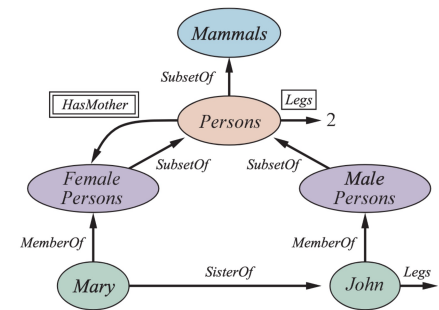 Mammals
SubsetOf
HasMother
Legs
Persons
2
SubsetOf
SubsetOf
Female
Persons
Male
Persons
MemberOf
MemberOf
Mary
SisterOf
John
Legs